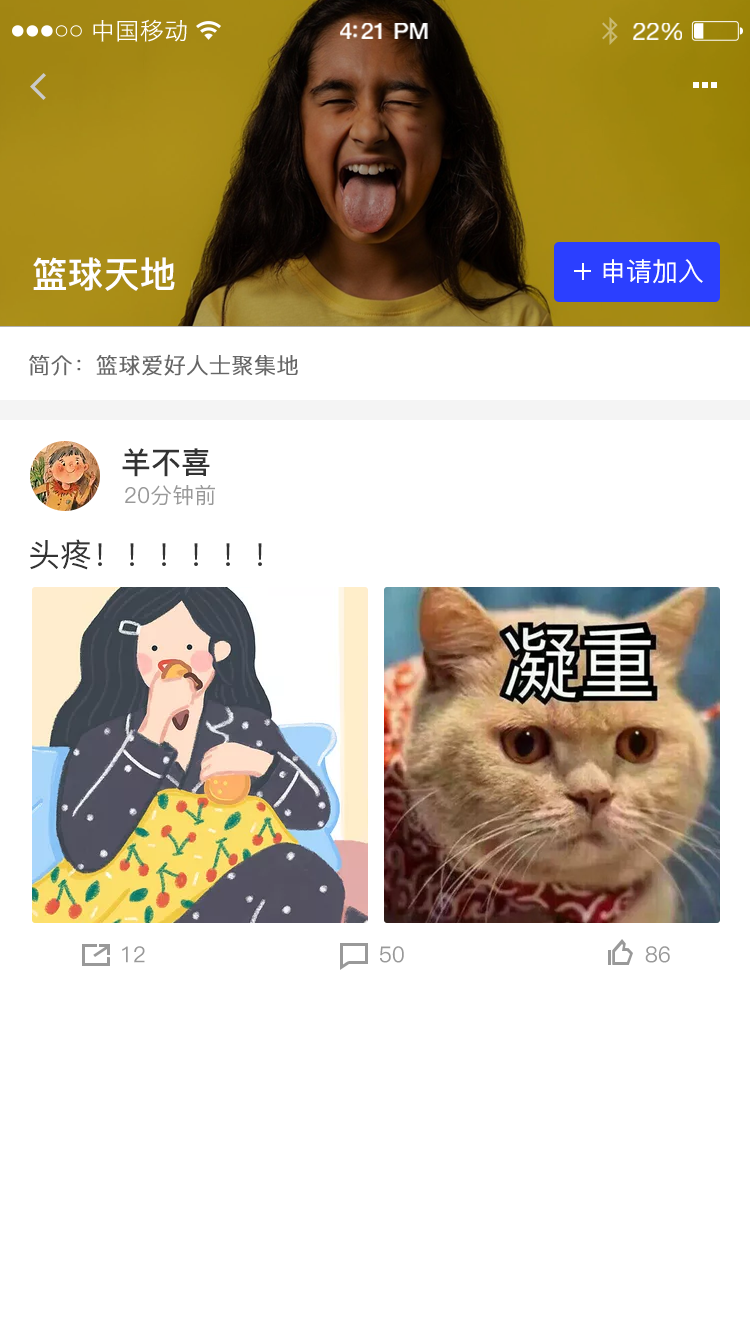 中国移动
4:21 PM
22%
篮球天地
+ 申请加入
简介：篮球爱好人士聚集地
羊不喜
20分钟前
头疼！！！！！！
凝重
12
50
86